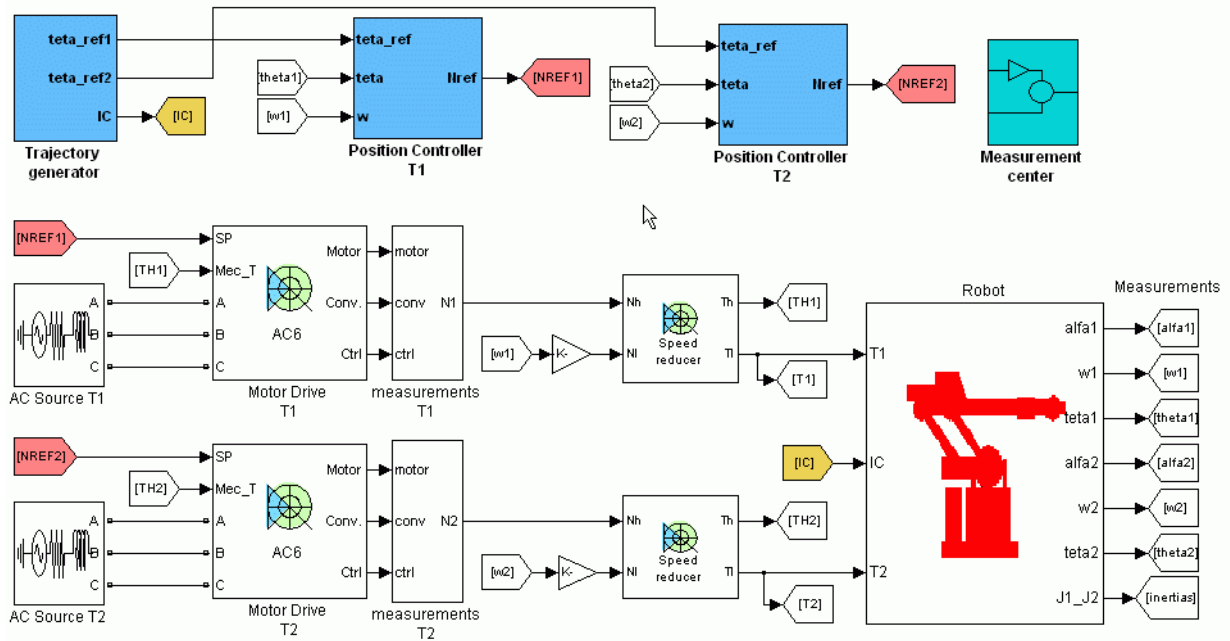 teta_ref1
teta_ref2
IC
Trajectory
generator
[IC]
[theta1]
[w1]
teta_ref
teta
w
Nref
Position Controller
T1
[NREF1]
[theta2]
[w2]
teta_ref
teta
w
Nref
Position Controller
T2
[NREF2]
Measurement
center
[NREF1]
[TH1]
A
B
C
AC Source T1
SP
Mec_T
A
B
C
Motor
Conv.
Ctrl
AC6
Motor Drive
T1
motor
conv
ctrl
N1
measurements
T1
[w1]
K-
Nh
Nl
Th
Tl
Speed
reducer
[TH1]
[T1]
[NREF2]
[TH2]
A
B
C
AC Source T2
SP
Mec_T
A
B
C
Motor
Conv.
Ctrl
AC6
Motor Drive
T2
motor
conv
ctrl
N2
measurements
T2
[w2]
K-
Nh
Nl
Th
Tl
Speed
reducer
[TH2]
[T2]
[IC]
Robot
T1
IC
T2
alfa1
w1
teta1
alfa2
w2
teta2
J1_J2
Measurements
[alfa1]
[w1]
[theta1]
[alfa2]
[w2]
[theta2]
[inertias]